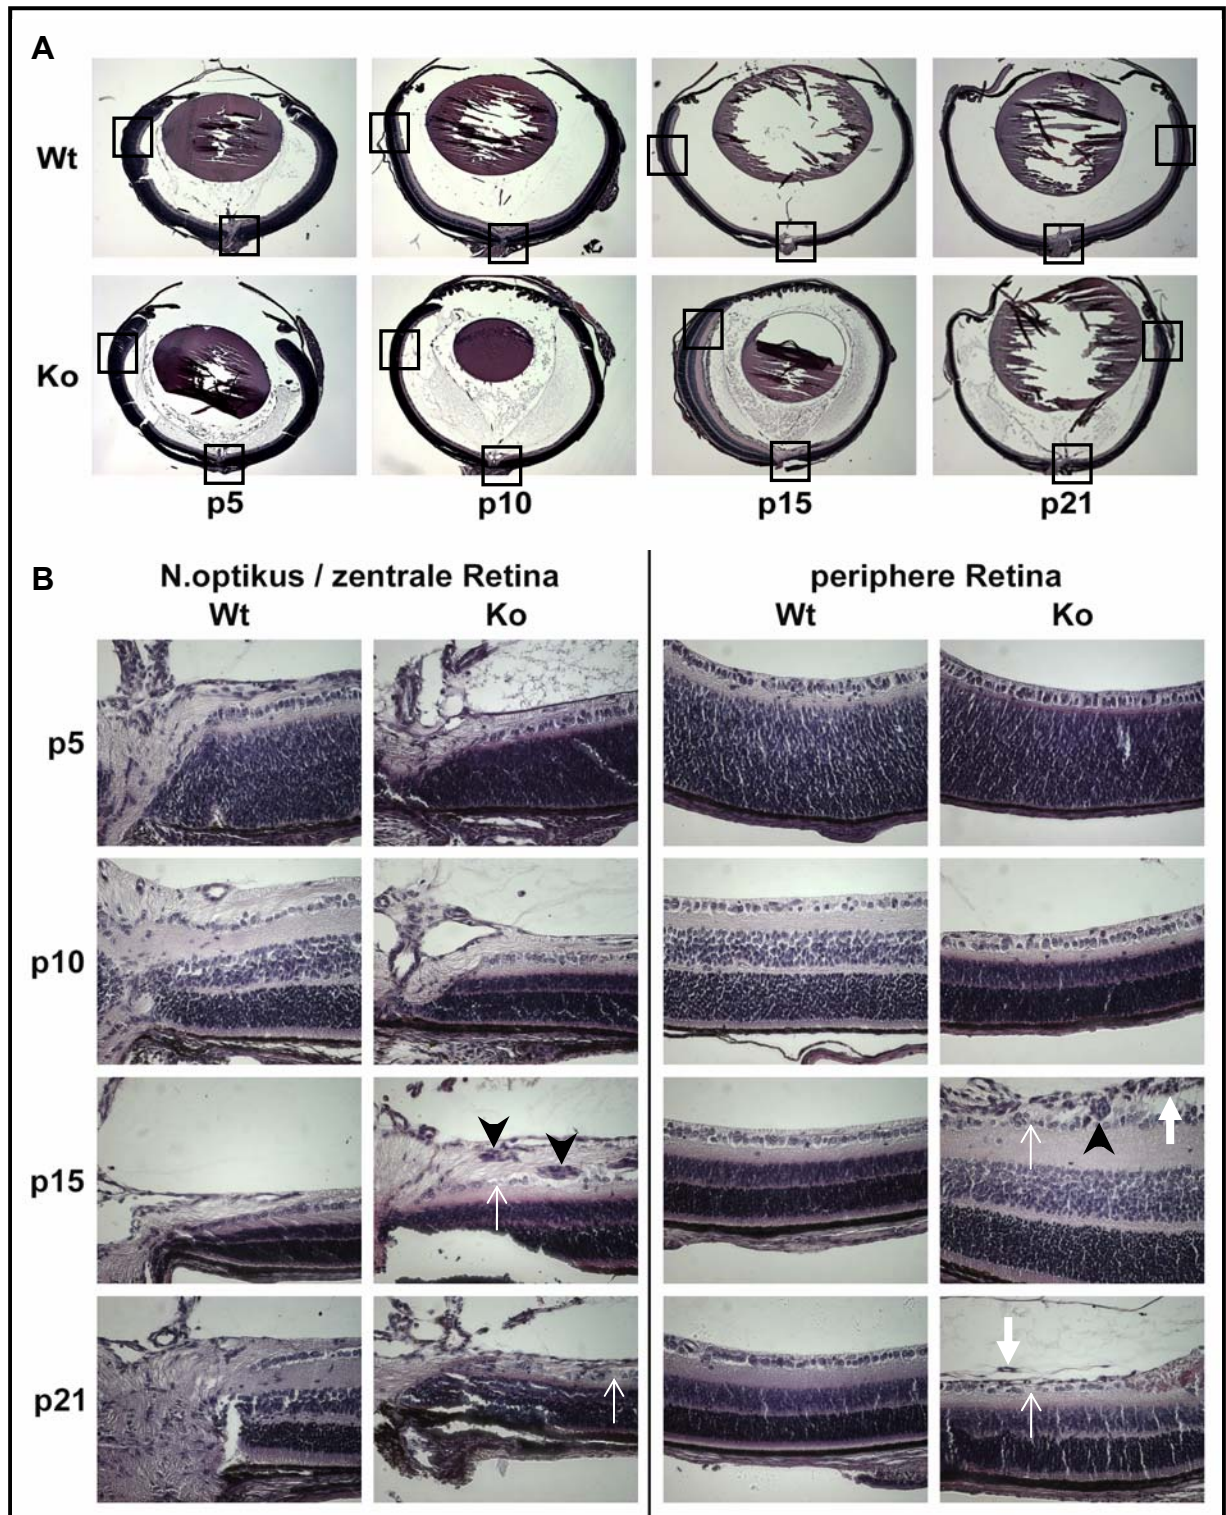 A
Wt
Ko
p5 p10 p15 p21
B
N.optikus / zentrale Retina periphere Retina
Wt Ko Wt Ko
p5
p10
p15
p21